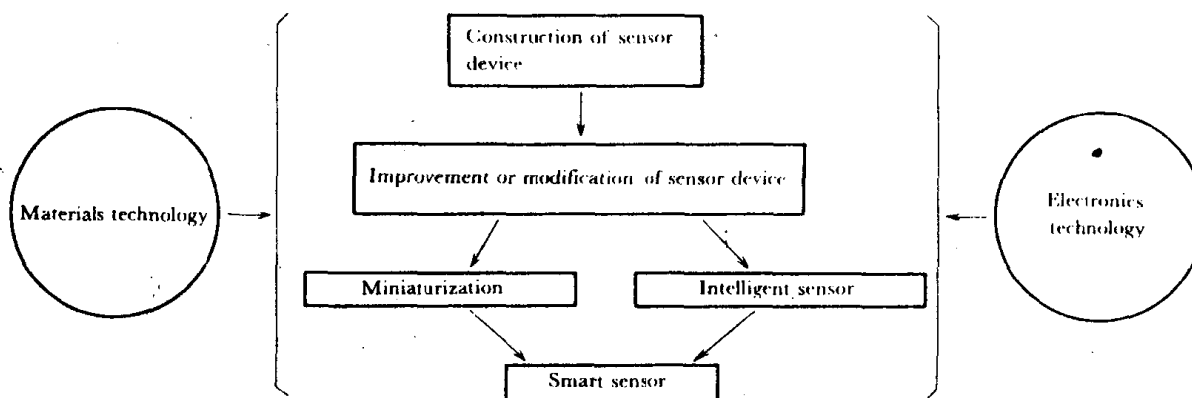 Construction of sensor
device
Improvement or modification of sensor device
Materials technology
Electronics
technology
Miniaturization
Intelligent sensor
Smart sensor